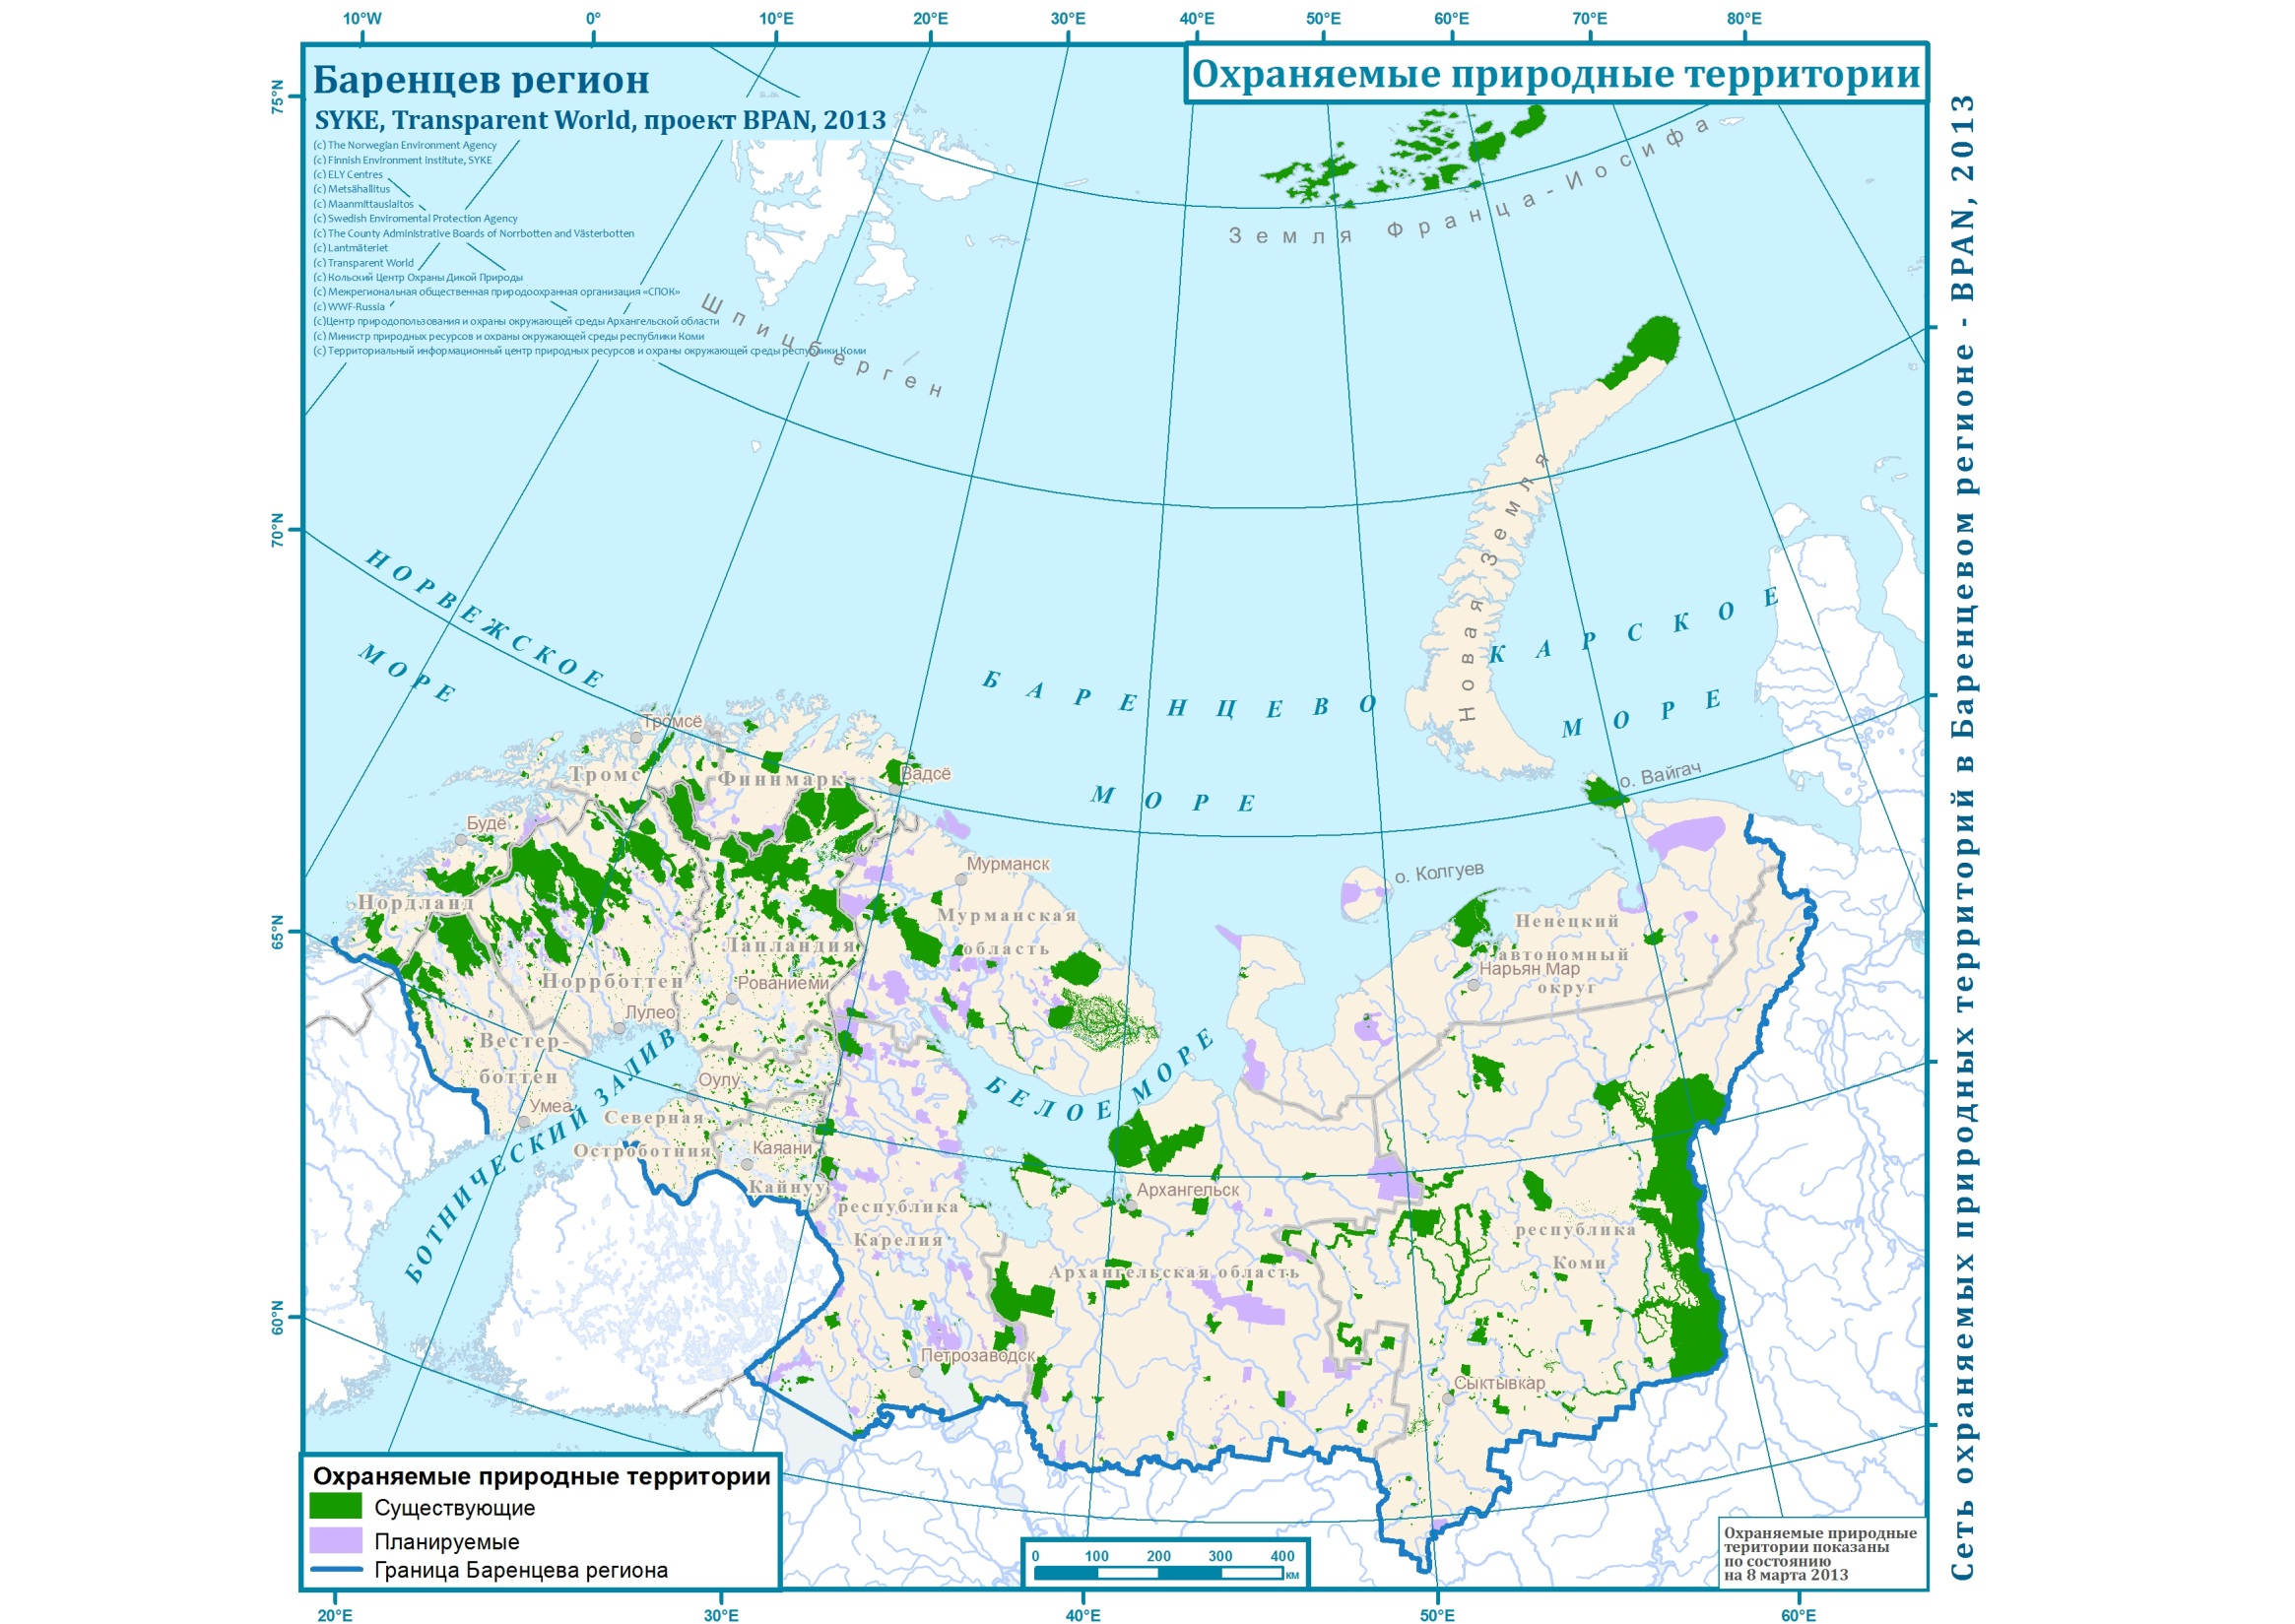 10°W 0° 10°E 20°E 30°E 40°E 50°E 60°E 70°E 80°E
Баренцев регион
Охраняемые природные территории
SYKE, Transparent World, проект BPAN, 2013
(c) The Norwegian Environment Agency
(c) Finnish Environment Institute, SYKE
(c) ELY Centres
(c) Metsähallitus
(c) Maanmittauslaitos
(c) Swedish Enviromental Protection Agency
(c) The County Administrative Boards of Norrbotten and Västerbotten
(c) Lantmäteriet
(c) Transparent World
(c) Кольский Центр Охраны Дикой Природы
(c) Межрегиональная общественная природоохранная организация «СПОК»
(c) WWF-Russia
(c)Центр природопользования и охраны окружающей среды Архангельской области
(c) Министр природных ресурсов и охраны окружающей среды республики Коми
(c) Территориальный информационный центр природных ресурсов и охраны окружающей среды республики Коми
75°N
70°N
65°N
60°N
Земля Франца-Иосифа
Шпицберген
Новая Земля
НОРВЕЖСКОЕ
МОРЕ
БАРЕНЦЕВО
МОРЕ
КАРСКОЕ
МОРЕ
о. Вайгач
о. Колгуев
Тромсё
Тромс
Финнмарк
Вадсё
Будё
Нордланд
Мурманск
Мурманская
область
Лапландия
Рованиеми
Норрботтен
Лулео
Вестер-
боттен
Умеа
Оулу
Северная
Остроботния
Каяани
Кайнуу
БОТНИЧЕСКИЙ ЗАЛИВ
БЕЛОЕ МОРЕ
Ненецкий
автономный
округ
Нарьян Мар
Архангельск
республика
Карелия
Архангельская область
республика
Коми
Петрозаводск
Сыктывкар
Охраняемые природные территории
Существующие
Планируемые
Граница Баренцева региона
0 100 200 300 400
км
Охраняемые природные
територии показаны
по состоянию
на 8 марта 2013
20°E 30°E 40°E 50°E 60°E
Сеть охраняемых природных территорий в Баренцевом регионе - BPAN, 2013